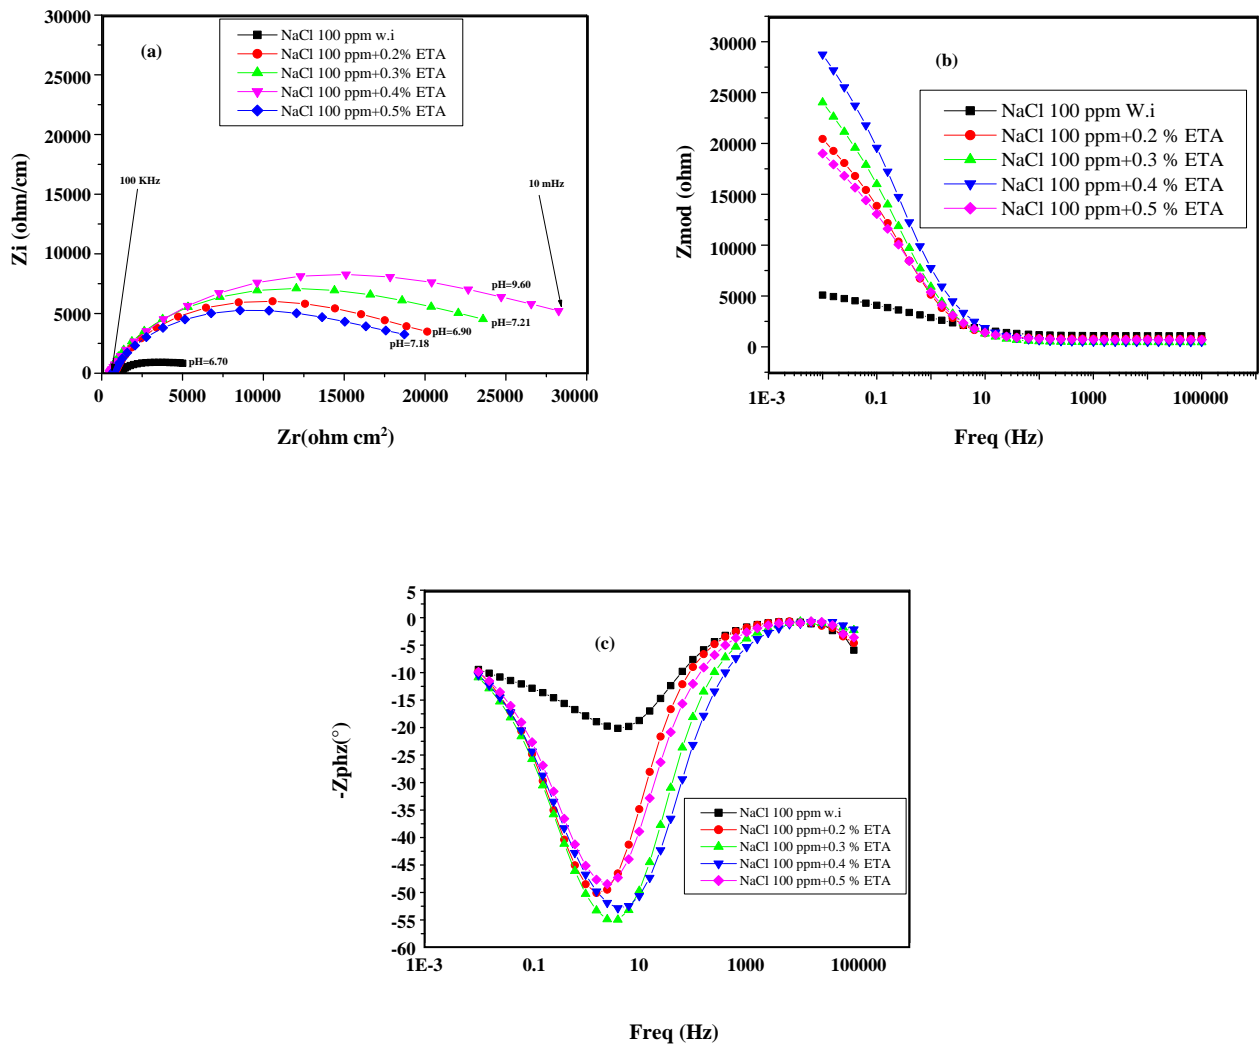 (a)
NaCl 100 ppm w.i
NaCl 100 ppm+0.2% ETA
NaCl 100 ppm+0.3% ETA
NaCl 100 ppm+0.4% ETA
NaCl 100 ppm+0.5% ETA
30000
25000
20000
15000
10000
5000
0
Zi (ohm/cm)
100 KHz
10 mHz
pH=9.60
pH=7.21
pH=6.90
pH=7.18
pH=6.70
0 5000 10000 15000 20000 25000 30000
Zr(ohm cm²)
(b)
NaCl 100 ppm W.i
NaCl 100 ppm+0.2 % ETA
NaCl 100 ppm+0.3 % ETA
NaCl 100 ppm+0.4 % ETA
NaCl 100 ppm+0.5 % ETA
30000
25000
20000
15000
10000
5000
0
Zmod (ohm)
1E-3 0.1 10 1000 100000
Freq (Hz)
(c)
5
0
-5
-10
-15
-20
-25
-30
-35
-40
-45
-50
-55
-60
-Zphz(°)
NaCl 100 ppm w.i
NaCl 100 ppm+0.2 % ETA
NaCl 100 ppm+0.3 % ETA
NaCl 100 ppm+0.4 % ETA
NaCl 100 ppm+0.5 % ETA
1E-3 0.1 10 1000 100000
Freq (Hz)